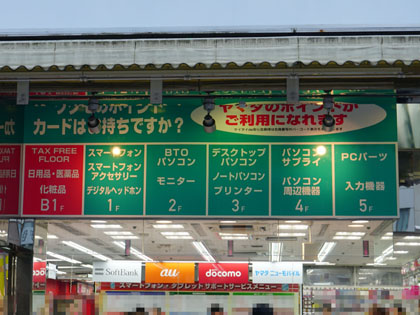 ヤマダのポイントが
カードはお持ちですか?
ご利用になれます
TAX FREE
FLOOR
日用品・医薬品
化粧品
B1F
スマートフォン
スマートフォン
アクセサリー
デジタルヘッドホン
1F
BTO
パソコン
モニター
2F
デスクトップ
パソコン
ノートパソコン
プリンター
3F
パソコン
サプライ
パソコン
周辺機器
4F
PCパーツ
入力機器
5F
SoftBank
au
docomo
ヤマダニューモバイル
スマートフォン・タブレットサポートサービスメニュー